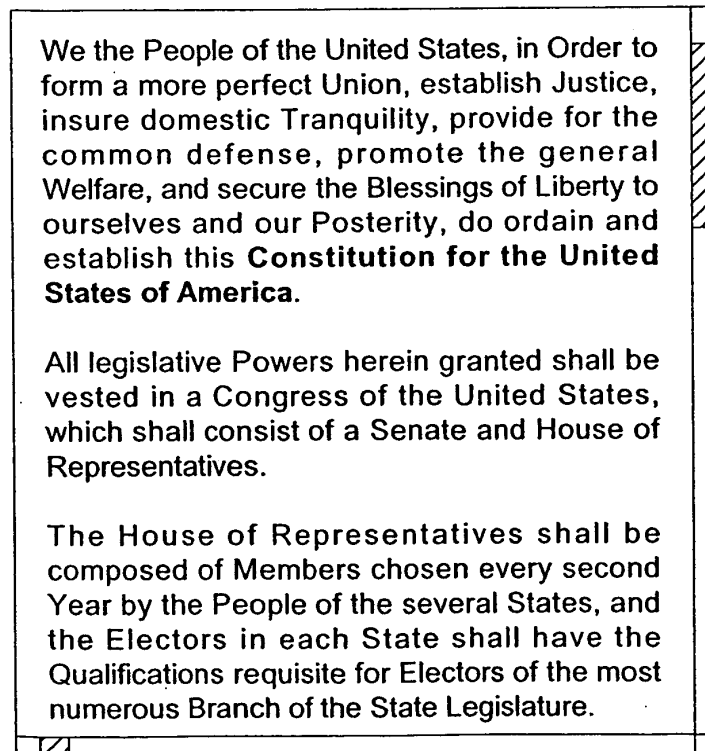 We the People of the United States, in Order to
form a more perfect Union, establish Justice,
insure domestic Tranquility, provide for the
common defense, promote the general
Welfare, and secure the Blessings of Liberty to
ourselves and our Posterity, do ordain and
establish this Constitution for the United
States of America.
All legislative Powers herein granted shall be
vested in a Congress of the United States,
which shall consist of a Senate and House of
Representatives.
The House of Representatives shall be
composed of Members chosen every second
Year by the People of the several States, and
the Electors in each State shall have the
Qualifications requisite for Electors of the most
numerous Branch of the State Legislature.